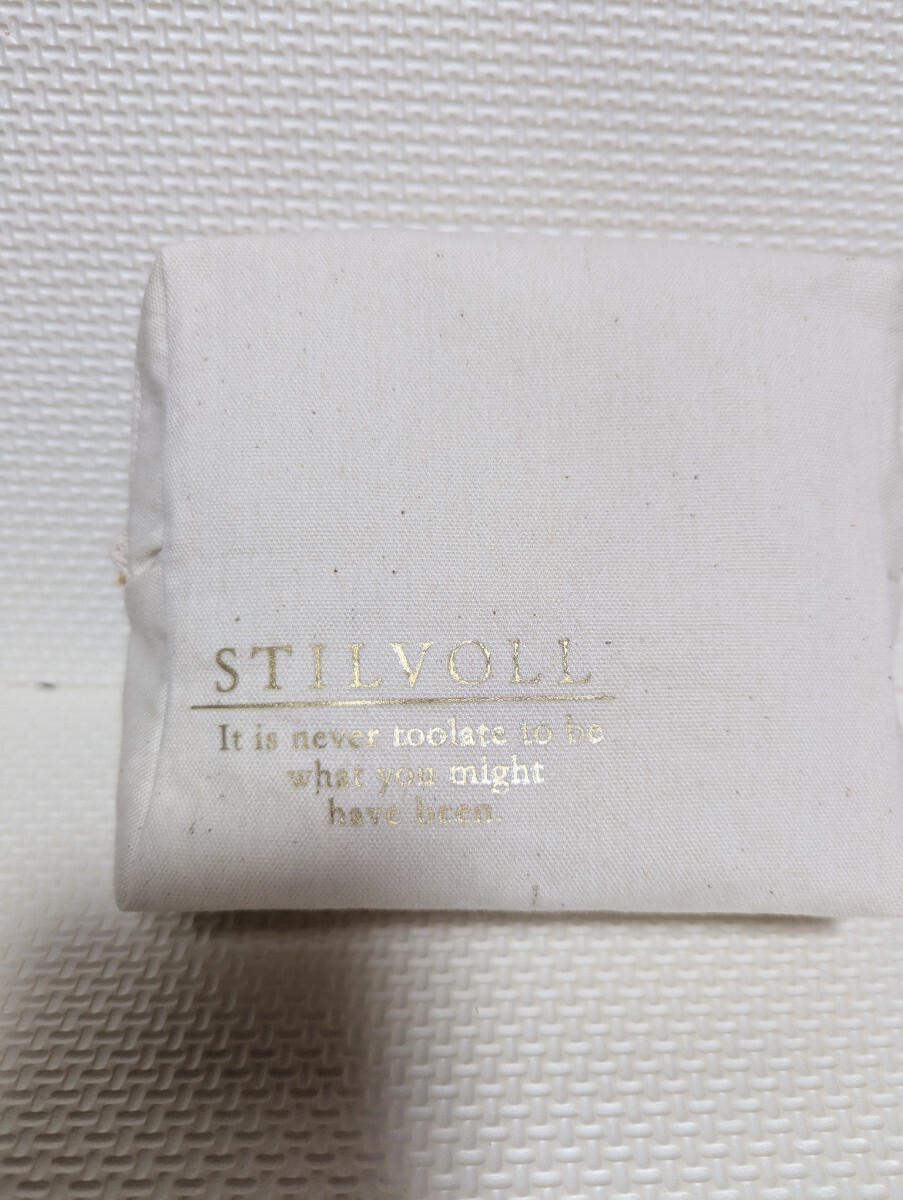 STILVOLL
It is never toolate to be
what you might
have been.